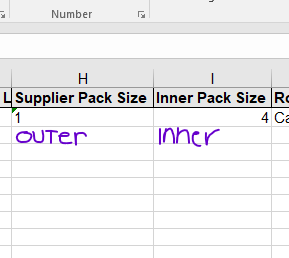 Number
H I
L Supplier Pack Size Inner Pack Size Ro
1 4 Ca
OUTER Inner